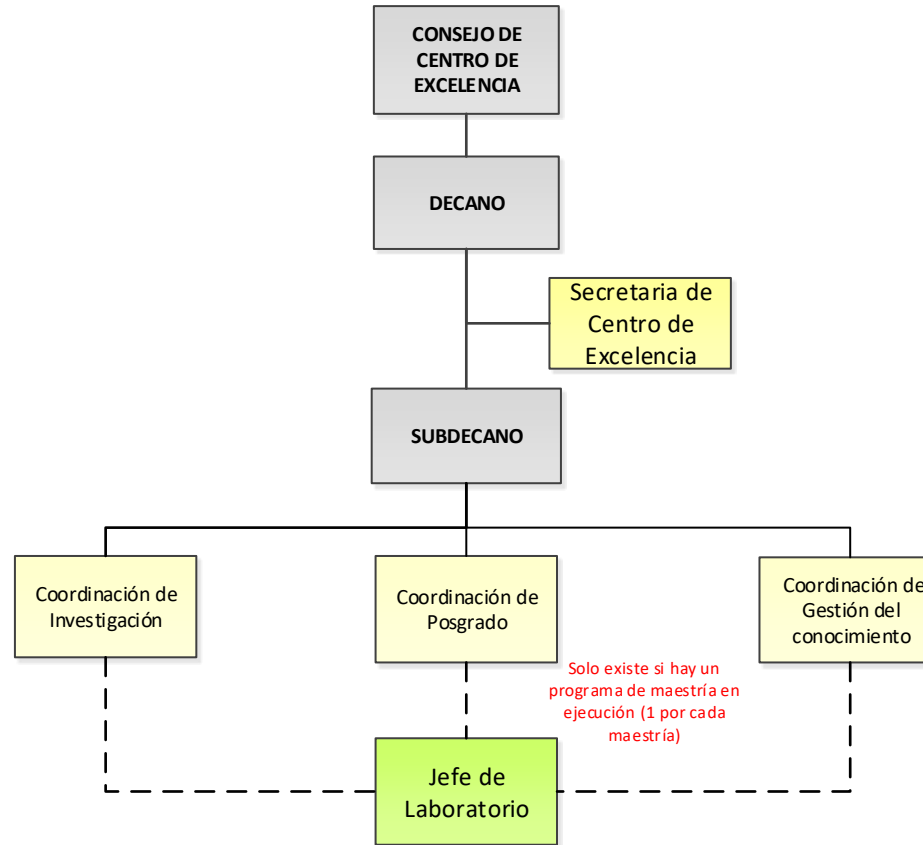 CONSEJO DE
CENTRO DE
EXCELENCIA
DECANO
Secretaria de
Centro de
Excelencia
SUBDECANO
Coordinación de
Investigación
Coordinación de
Posgrado
Coordinación de
Gestión del
conocimiento
Solo existe si hay un
programa de maestría en
ejecución (1 por cada
maestría)
Jefe de
Laboratorio